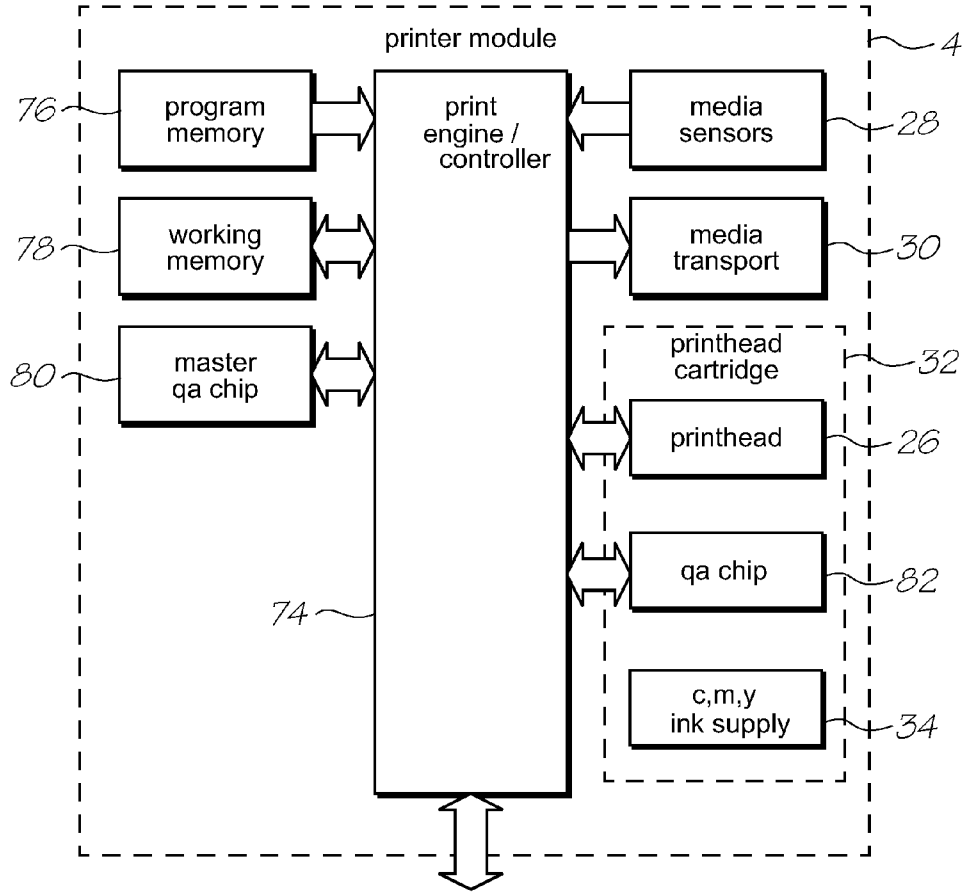 printer module
4
76
program
memory
print
engine /
controller
media
sensors
28
78
working
memory
media
transport
30
80
master
qa chip
printhead
cartridge
32
printhead
26
74
qa chip
82
c,m,y
ink supply
34